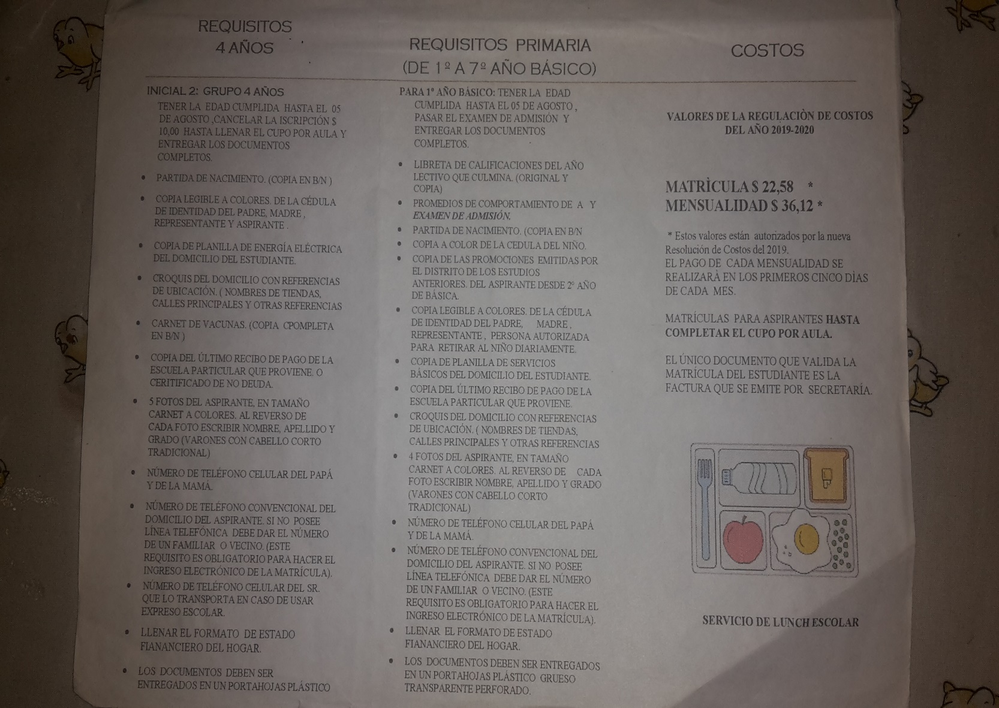 REQUISITOS
4 AÑOS
INICIAL 2: GRUPO 4 AÑOS
TENER LA EDAD CUMPLIDA HASTA EL 05
DE AGOSTO ,CANCELAR LA ISCRIPCIÓN $
10,00 HASTA LLENAR EL CUPO POR AULA Y
ENTREGAR LOS DOCUMENTOS
COMPLETOS.
• PARTIDA DE NACIMIENTO. (COPIA EN B/N )
• COPIA LEGIBLE A COLORES. DE LA CÉDULA
DE IDENTIDAD DEL PADRE, MADRE ,
REPRESENTANTE Y ASPIRANTE .
• COPIA DE PLANILLA DE ENERGÍA ELÉCTRICA
DEL DOMICILIO DEL ESTUDIANTE.
• CROQUIS DEL DOMICILIO CON REFERENCIAS
DE UBICACIÓN. ( NOMBRES DE TIENDAS,
CALLES PRINCIPALES Y OTRAS REFERENCIAS
• CARNET DE VACUNAS. (COPIA CPOMPLETA
EN B/N )
• COPIA DEL ÚLTIMO RECIBO DE PAGO DE LA
ESCUELA PARTICULAR QUE PROVIENE. O
CERITIFICADO DE NO DEUDA.
• 5 FOTOS DEL ASPIRANTE, EN TAMAÑO
CARNET A COLORES. AL REVERSO DE
CADA FOTO ESCRIBIR NOMBRE, APELLIDO Y
GRADO (VARONES CON CABELLO CORTO
TRADICIONAL)
• NÚMERO DE TELÉFONO CELULAR DEL PAPÁ
Y DE LA MAMÁ.
• NÚMERO DE TELÉFONO CONVENCIONAL DEL
DOMICILIO DEL ASPIRANTE. SI NO POSEE
LÍNEA TELEFÓNICA DEBE DAR EL NÚMERO
DE UN FAMILIAR O VECINO. (ESTE
REQUISITO ES OBLIGATORIO PARA HACER EL
INGRESO ELECTRÓNICO DE LA MATRÍCULA).
• NÚMERO DE TELÉFONO CELULAR DEL SR.
QUE LO TRANSPORTA EN CASO DE USAR
EXPRESO ESCOLAR.
• LLENAR EL FORMATO DE ESTADO
FIANANCIERO DEL HOGAR.
• LOS DOCUMENTOS DEBEN SER
ENTREGADOS EN UN PORTAHOJAS PLÁSTICO
REQUISITOS PRIMARIA
(DE 1º A 7º AÑO BÁSICO)
PARA 1º AÑO BÁSICO: TENER LA EDAD
CUMPLIDA HASTA EL 05 DE AGOSTO ,
PASAR EL EXAMEN DE ADMISIÓN Y
ENTREGAR LOS DOCUMENTOS
COMPLETOS.
• LIBRETA DE CALIFICACIONES DEL AÑO
LECTIVO QUE CULMINA. (ORIGINAL Y
COPIA)
• PROMEDIOS DE COMPORTAMIENTO DE A Y
EXAMEN DE ADMISIÓN.
• PARTIDA DE NACIMIENTO. (COPIA EN B/N
• COPIA A COLOR DE LA CEDULA DEL NIÑO.
• COPIA DE LAS PROMOCIONES EMITIDAS POR
EL DISTRITO DE LOS ESTUDIOS
ANTERIORES. DEL ASPIRANTE DESDE 2º AÑO
DE BÁSICA.
• COPIA LEGIBLE A COLORES. DE LA CÉDULA
DE IDENTIDAD DEL PADRE, MADRE ,
REPRESENTANTE , PERSONA AUTORIZADA
PARA RETIRAR AL NIÑO DIARIAMENTE.
• COPIA DE PLANILLA DE SERVICIOS
BÁSICOS DEL DOMICILIO DEL ESTUDIANTE.
• COPIA DEL ÚLTIMO RECIBO DE PAGO DE LA
ESCUELA PARTICULAR QUE PROVIENE.
• CROQUIS DEL DOMICILIO CON REFERENCIAS
DE UBICACIÓN. ( NOMBRES DE TIENDAS,
CALLES PRINCIPALES Y OTRAS REFERENCIAS
• 4 FOTOS DEL ASPIRANTE, EN TAMAÑO
CARNET A COLORES. AL REVERSO DE CADA
FOTO ESCRIBIR NOMBRE, APELLIDO Y GRADO
(VARONES CON CABELLO CORTO
TRADICIONAL)
• NÚMERO DE TELÉFONO CELULAR DEL PAPÁ
Y DE LA MAMÁ.
• NÚMERO DE TELÉFONO CONVENCIONAL DEL
DOMICILIO DEL ASPIRANTE. SI NO POSEE
LÍNEA TELEFÓNICA DEBE DAR EL NÚMERO
DE UN FAMILIAR O VECINO. (ESTE
REQUISITO ES OBLIGATORIO PARA HACER EL
INGRESO ELECTRÓNICO DE LA MATRÍCULA).
• LLENAR EL FORMATO DE ESTADO
FIANANCIERO DEL HOGAR.
• LOS DOCUMENTOS DEBEN SER ENTREGADOS
EN UN PORTAHOJAS PLÁSTICO GRUESO
TRANSPARENTE PERFORADO.
COSTOS
VALORES DE LA REGULACIÒN DE COSTOS
DEL AÑO 2019-2020
MATRÌCULA $ 22,58 *
MENSUALIDAD $ 36,12 *
* Estos valores están autorizados por la nueva
Resolución de Costos del 2019.
EL PAGO DE CADA MENSUALIDAD SE
REALIZARÀ EN LOS PRIMEROS CINCO DÌAS
DE CADA MES.
MATRÍCULAS PARA ASPIRANTES HASTA
COMPLETAR EL CUPO POR AULA.
EL ÚNICO DOCUMENTO QUE VALIDA LA
MATRÍCULA DEL ESTUDIANTE ES LA
FACTURA QUE SE EMITE POR SECRETARÍA.
SERVICIO DE LUNCH ESCOLAR